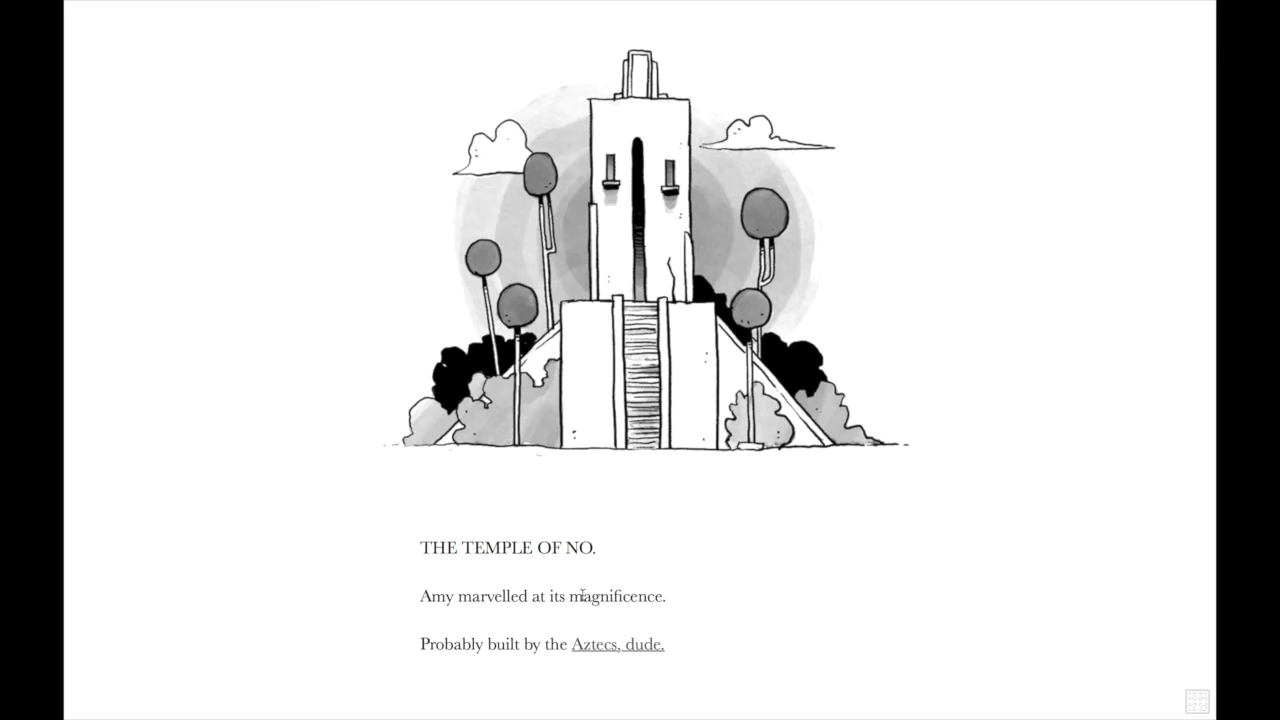 THE TEMPLE OF NO.
Amy marvelled at its magnificence.
Probably built by the Aztecs, dude.